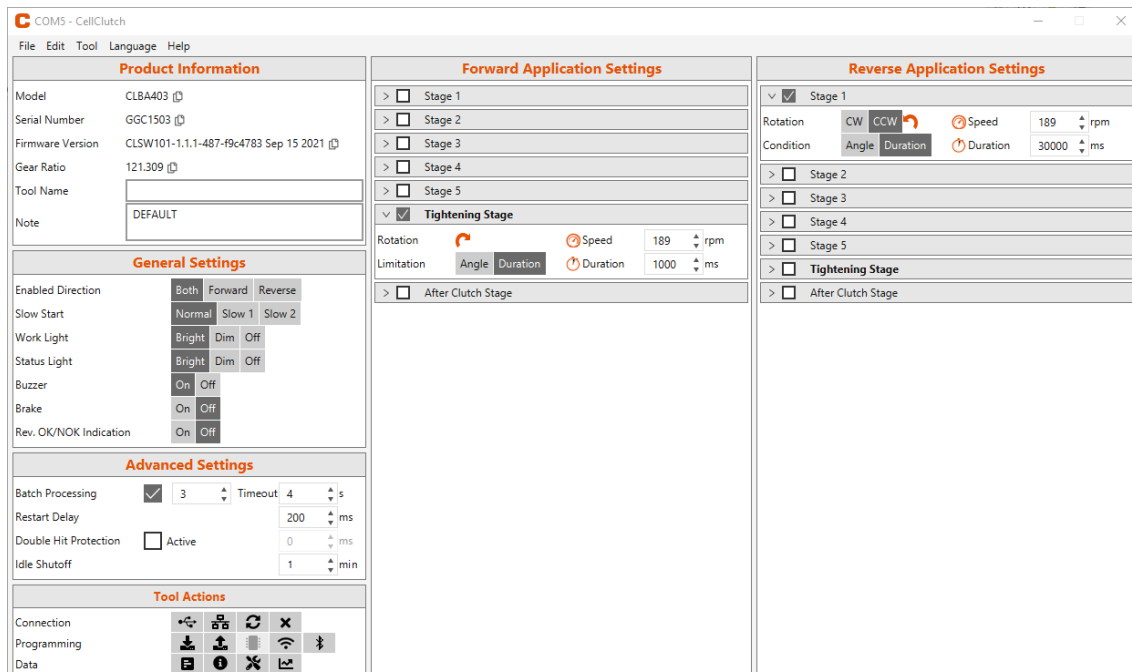 COM5 - CellClutch
File Edit Tool Language Help
Product Information
Model CLBA403
Serial Number GGC1503
Firmware Version CLSW101-1.1.1-487-f9c4783 Sep 15 2021
Gear Ratio 121.309
Tool Name
Note DEFAULT
General Settings
Enabled Direction Both Forward Reverse
Slow Start Normal Slow 1 Slow 2
Work Light Bright Dim Off
Status Light Bright Dim Off
Buzzer On Off
Brake On Off
Rev. OK/NOK Indication On Off
Advanced Settings
Batch Processing 3 Timeout 4 s
Restart Delay 200 ms
Double Hit Protection Active 0 ms
Idle Shutoff 1 min
Tool Actions
Connection
Programming
Data
Forward Application Settings
Stage 1
Stage 2
Stage 3
Stage 4
Stage 5
Tightening Stage
Rotation Speed 189 rpm
Limitation Angle Duration Duration 1000 ms
After Clutch Stage
Reverse Application Settings
Stage 1
Rotation CW CCW Speed 189 rpm
Condition Angle Duration Duration 30000 ms
Stage 2
Stage 3
Stage 4
Stage 5
Tightening Stage
After Clutch Stage